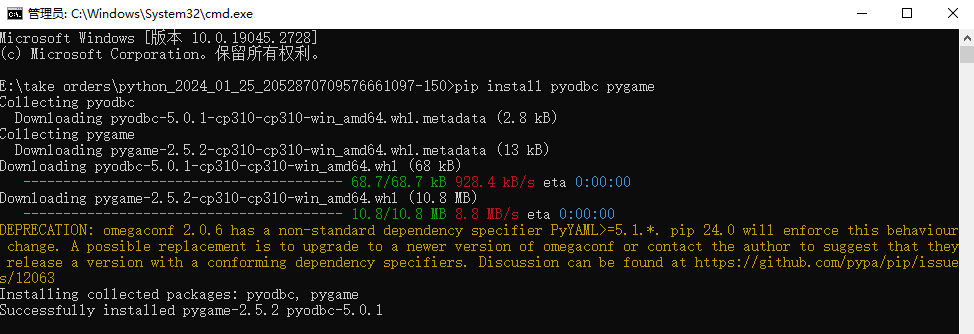 管理员: C:\Windows\System32\cmd.exe
Microsoft Windows [版本 10.0.19045.2728]
(c) Microsoft Corporation。保留所有权利。
E:\take orders\python_2024_01_25_2052870709576661097-150>pip install pyodbc pygame
Collecting pyodbc
  Downloading pyodbc-5.0.1-cp310-cp310-win_amd64.whl.metadata (2.8 kB)
Collecting pygame
  Downloading pygame-2.5.2-cp310-cp310-win_amd64.whl.metadata (13 kB)
Downloading pyodbc-5.0.1-cp310-cp310-win_amd64.whl (68 kB)
   ---------------------------------------- 68.7/68.7 kB 928.4 kB/s eta 0:00:00
Downloading pygame-2.5.2-cp310-cp310-win_amd64.whl (10.8 MB)
   ---------------------------------------- 10.8/10.8 MB 8.8 MB/s eta 0:00:00
DEPRECATION: omegaconf 2.0.6 has a non-standard dependency specifier PyYAML>=5.1.*. pip 24.0 will enforce this behaviour
 change. A possible replacement is to upgrade to a newer version of omegaconf or contact the author to suggest that they
 release a version with a conforming dependency specifiers. Discussion can be found at https://github.com/pypa/pip/issue
s/12063
Installing collected packages: pyodbc, pygame
Successfully installed pygame-2.5.2 pyodbc-5.0.1